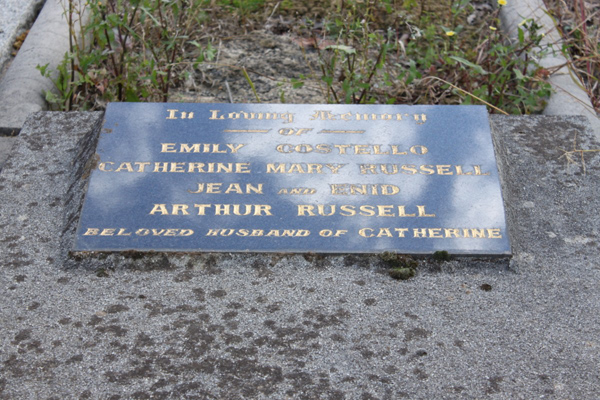 In Loving Memory
OF
EMILY COSTELLO
CATHERINE MARY RUSSELL
JEAN AND ENID
ARTHUR RUSSELL
BELOVED HUSBAND OF CATHERINE